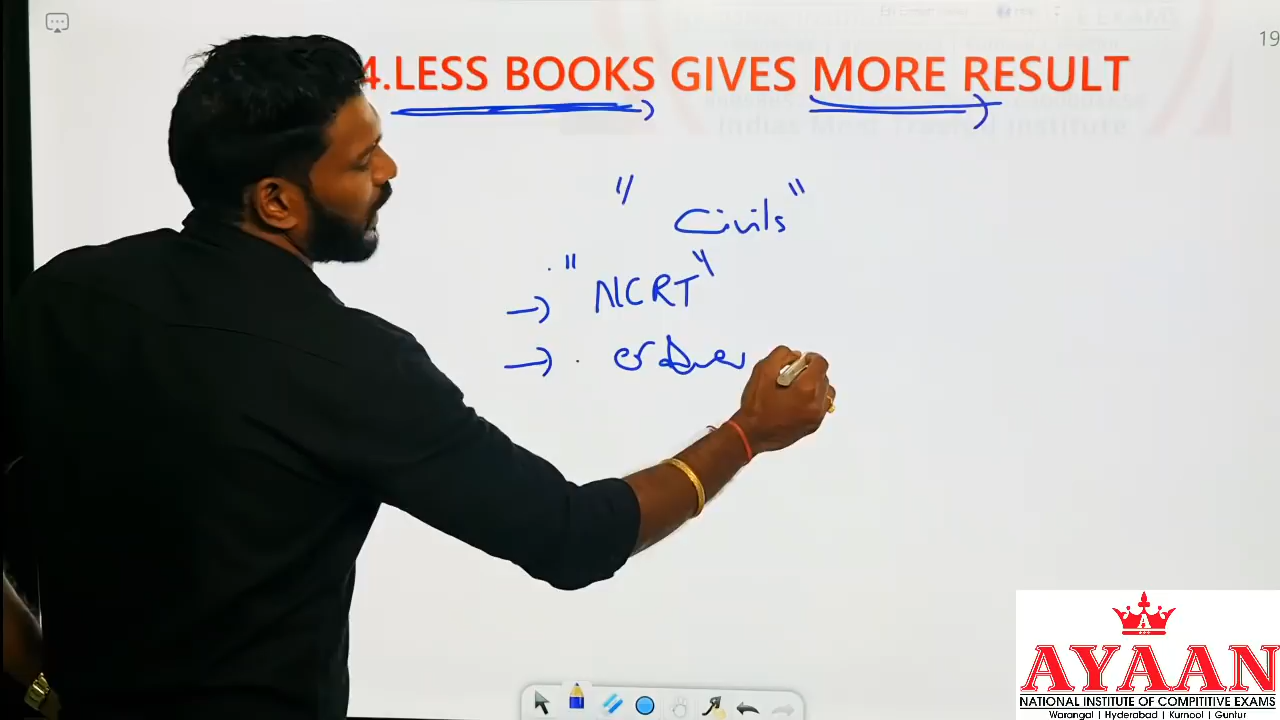 19
4.LESS BOOKS GIVES MORE RESULT
" Civils"
→ "NCRT"
→
AYAAN
NATIONAL INSTITUTE OF COMPITITIVE EXAMS
Warangal | Hyderabad | Kurnool | Guntur